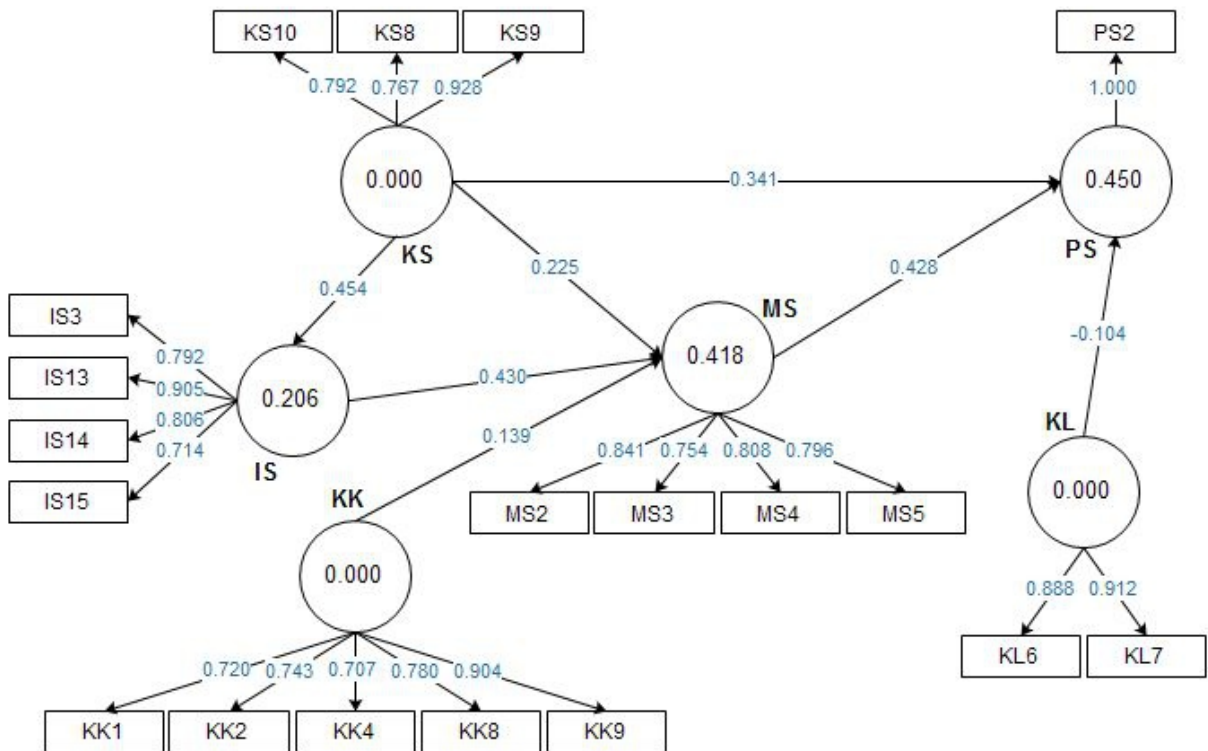 KS10 KS8 KS9
PS2
0.792 0.767 0.928
1.000
0.000
0.341
0.450
KS
PS
0.454
0.225
0.428
IS3
MS
0.792
-0.104
IS13
0.905
0.206
0.430
0.418
IS14
0.806
0.714
0.139
KL
IS
0.841 0.754 0.808 0.796
IS15
KK
0.000
MS2 MS3 MS4 MS5
0.000
0.888 0.912
KL6 KL7
0.720 0.743 0.707 0.780 0.904
KK1 KK2 KK4 KK8 KK9